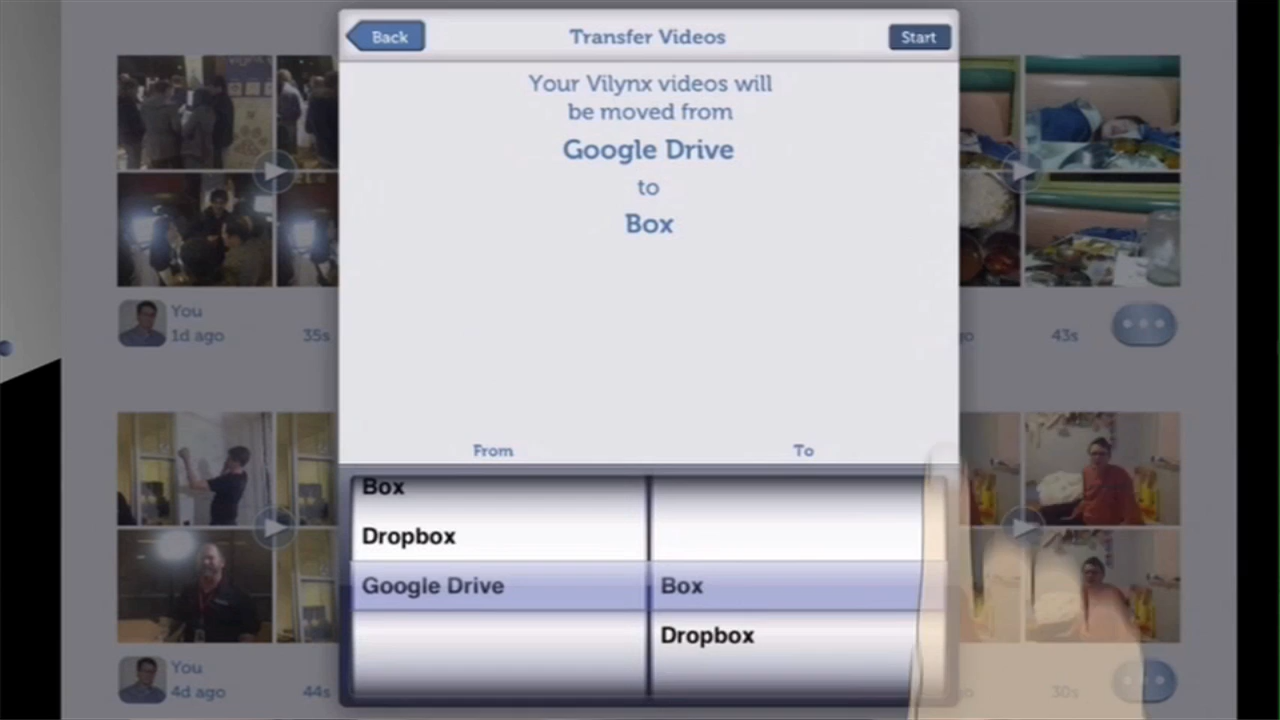 Back
Transfer Videos
Start
Your Vilynx videos will
be moved from
Google Drive
to
Box
You
1d ago
35s
43s
From
To
Box
Dropbox
Google Drive
Box
Dropbox
You
4d ago
44s
30s